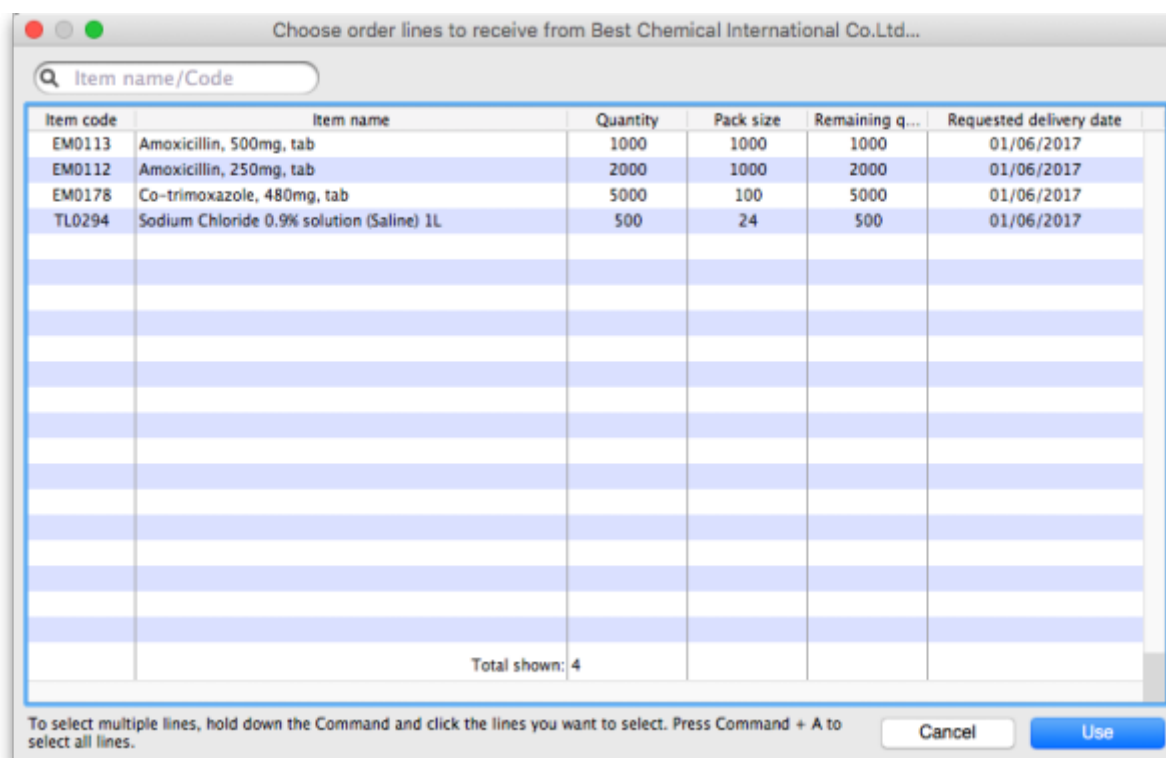 Choose order lines to receive from Best Chemical International Co.Ltd...
Item name/Code
Item code Item name Quantity Pack size Remaining q... Requested delivery date
EM0113 Amoxicillin, 500mg, tab 1000 1000 1000 01/06/2017
EM0112 Amoxicillin, 250mg, tab 2000 1000 2000 01/06/2017
EM0178 Co-trimoxazole, 480mg, tab 5000 100 5000 01/06/2017
TL0294 Sodium Chloride 0.9% solution (Saline) 1L 500 24 500 01/06/2017
Total shown: 4
To select multiple lines, hold down the Command and click the lines you want to select. Press Command + A to
select all lines.
Cancel Use